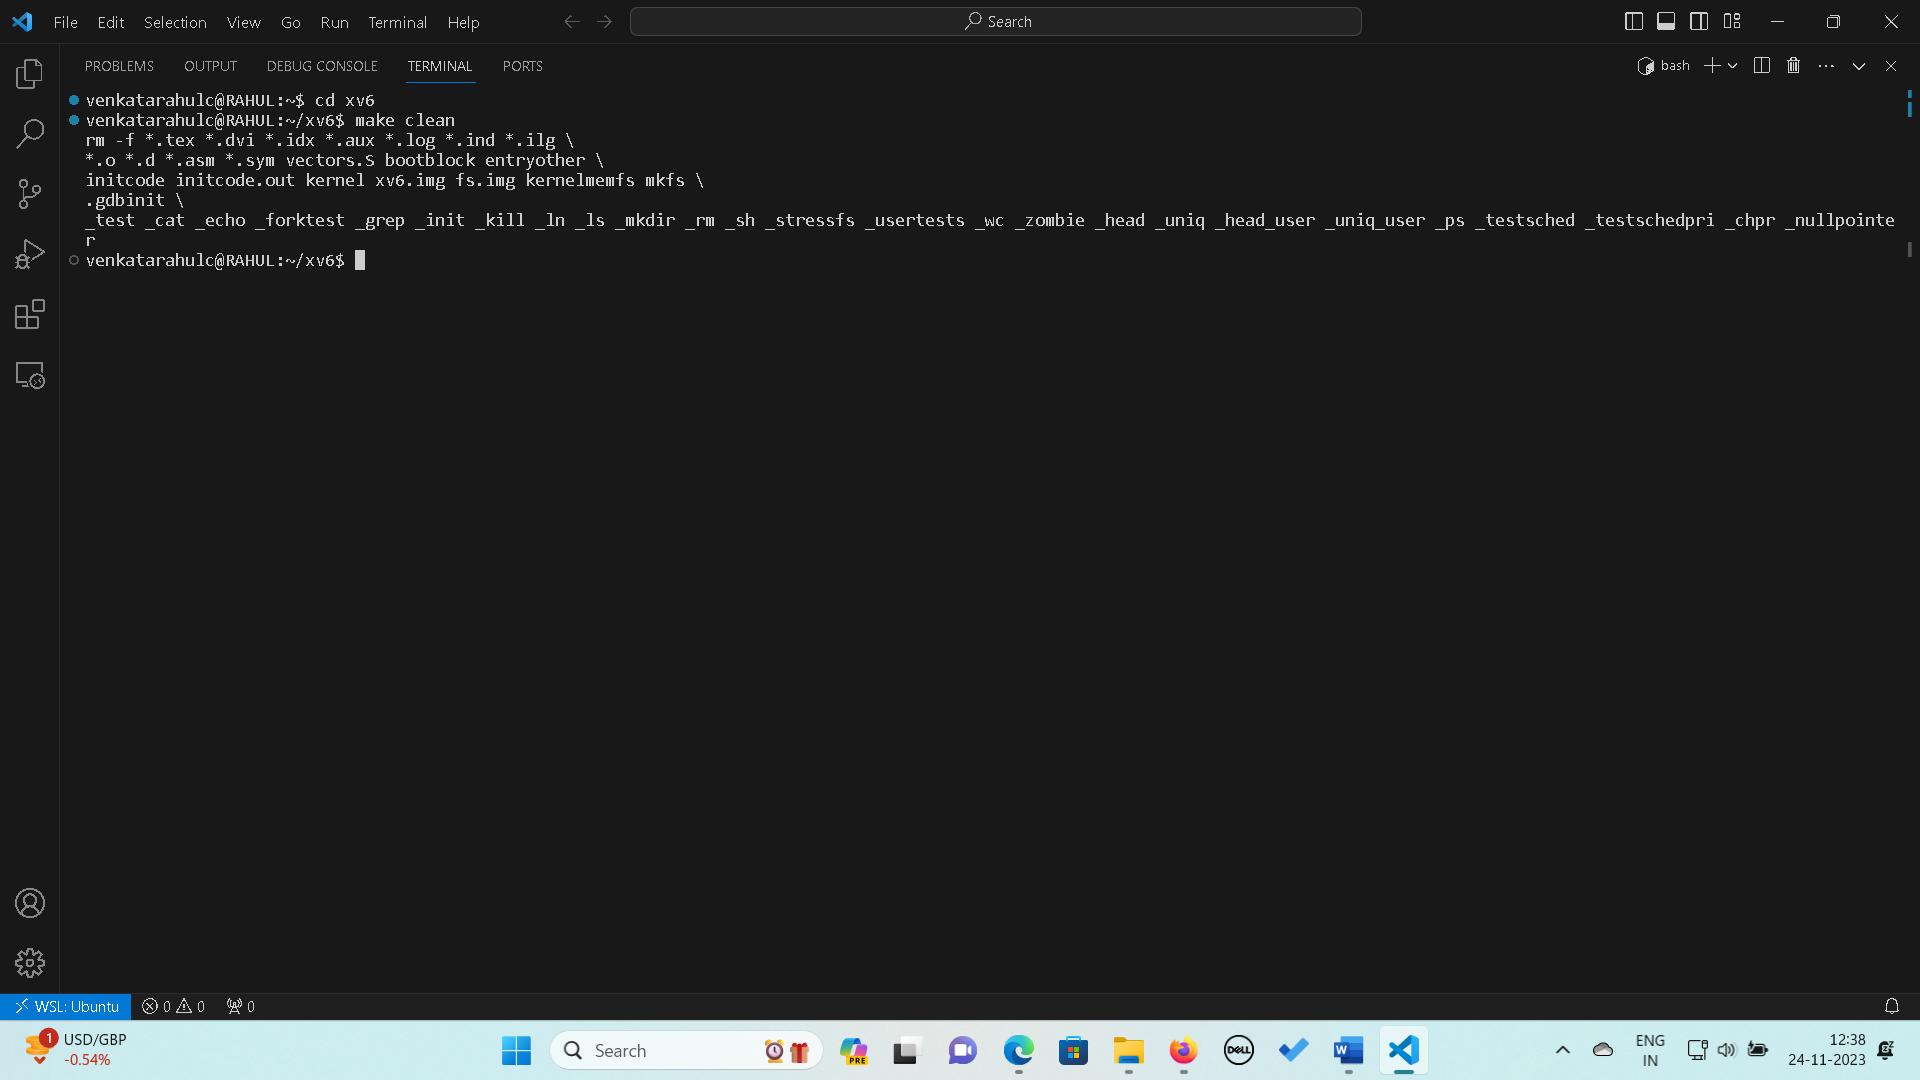 File Edit Selection View Go Run Terminal Help
Search
PROBLEMS OUTPUT DEBUG CONSOLE TERMINAL PORTS
bash
venkatarahulc@RAHUL:~$ cd xv6
venkatarahulc@RAHUL:~/xv6$ make clean
rm -f *.tex *.dvi *.idx *.aux *.log *.ind *.ilg \
*.o *.d *.asm *.sym vectors.S bootblock entryother \
initcode initcode.out kernel xv6.img fs.img kernelmemfs mkfs \
.gdbinit \
_test _cat _echo _forktest _grep _init _kill _ln _ls _mkdir _rm _sh _stressfs _usertests _wc _zombie _head _uniq _head_user _uniq_user _ps _testsched _testschedpri _chpr _nullpointe
r
venkatarahulc@RAHUL:~/xv6$
WSL: Ubuntu 0 0 0
1
USD/GBP
-0.54%
Search
PRE
DELL
W
ENG
IN
12:38
24-11-2023